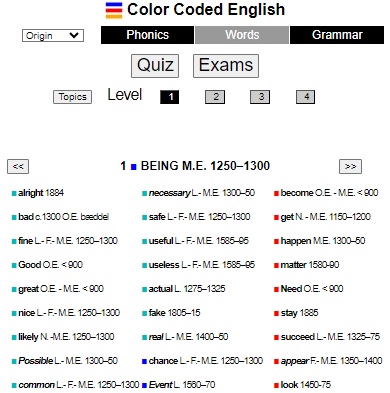 Color Coded English
Origin Phonics Words Grammar
Quiz Exams
Topics Level 1 2 3 4
<< 1 ■ BEING M.E. 1250–1300 >>
■ alright 1884 ■ necessary L.- M.E. 1300–50 ■ become O.E. - M.E. < 900
■ bad c.1300 O.E. bæddel ■ safe L.- F.- M.E. 1250–1300 ■ get N. - M.E. 1150–1200
■ fine L.- F.- M.E. 1250–1300 ■ useful L.- F.- M.E. 1585–95 ■ happen M.E. 1300–50
■ Good O.E. < 900 ■ useless L.- F.- M.E. 1585–95 ■ matter 1580-90
■ great O.E. - M.E. < 900 ■ actual L. 1275–1325 ■ Need O.E. < 900
■ nice L.- F.- M.E. 1250–1300 ■ fake 1805–15 ■ stay 1885
■ likely N. -M.E. 1250–1300 ■ real L.- M.E. 1400–50 ■ succeed L.- M.E. 1325–75
■ Possible L.- M.E. 1300–50 ■ chance L.- F.- M.E. 1250–1300 ■ appear F.- M.E. 1350–1400
■ common L.- F.- M.E. 1250–1300 ■ Event L. 1560–70 ■ look 1450-75